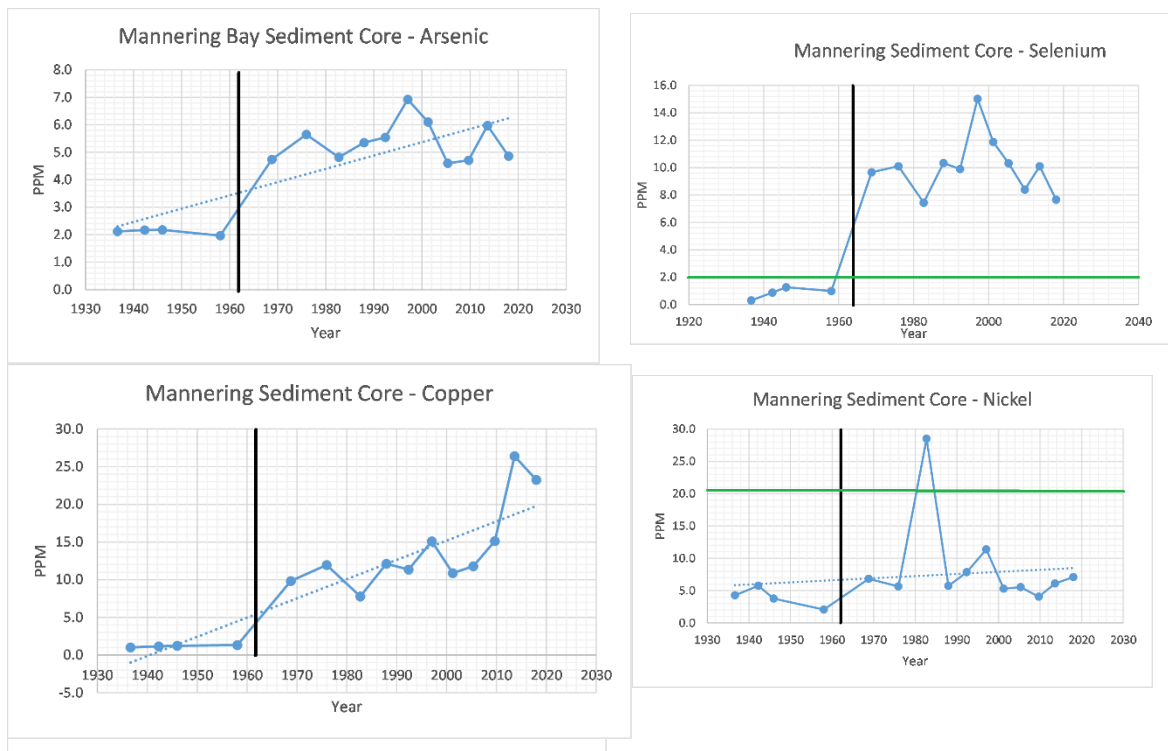 Mannering Bay Sediment Core - Arsenic
8.0
7.0
6.0
5.0
4.0
3.0
2.0
1.0
0.0
PPM
1930 1940 1950 1960 1970 1980 1990 2000 2010 2020 2030
Year
Mannering Sediment Core - Selenium
16.0
14.0
12.0
10.0
8.0
6.0
4.0
2.0
0.0
PPM
1920 1940 1960 1980 2000 2020 2040
Year
Mannering Sediment Core - Copper
30.0
25.0
20.0
15.0
10.0
5.0
0.0
-5.0
PPM
1930 1940 1950 1960 1970 1980 1990 2000 2010 2020 2030
Year
Mannering Sediment Core - Nickel
30.0
25.0
20.0
15.0
10.0
5.0
0.0
PPM
1930 1940 1950 1960 1970 1980 1990 2000 2010 2020 2030
Year